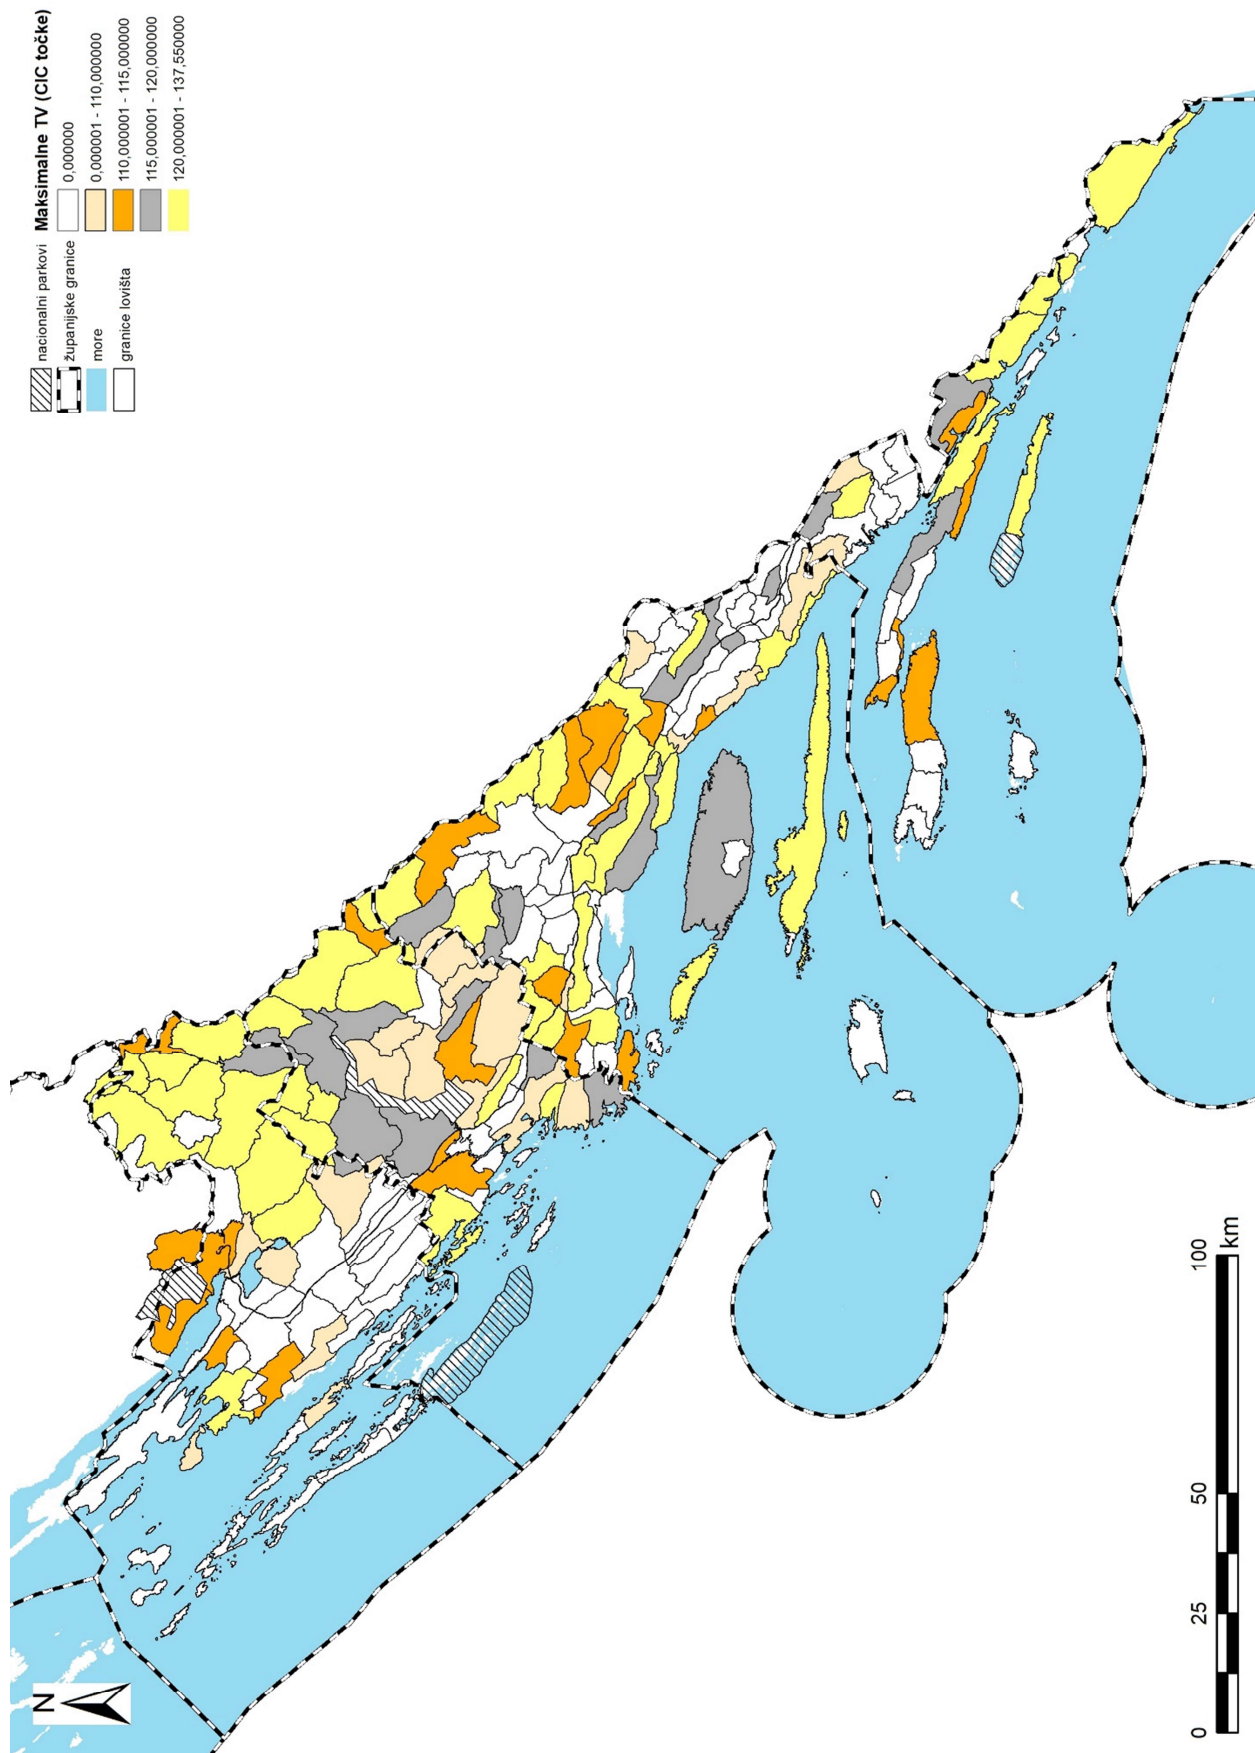 nacionalni parkovi
županijske granice
more
granice lovišta
Maksimalne TV (CIC točke)
0,000000
0,000001 - 110,000000
110,000001 - 115,000000
115,000001 - 120,000000
120,000001 - 137,550000
N
0 25 50 100
km